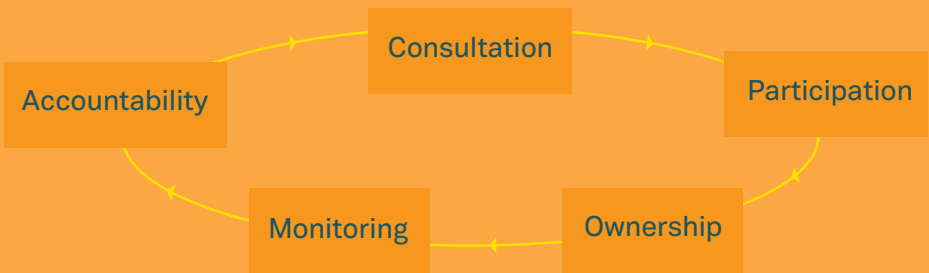 Consultation
Accountability
Participation
Monitoring
Ownership